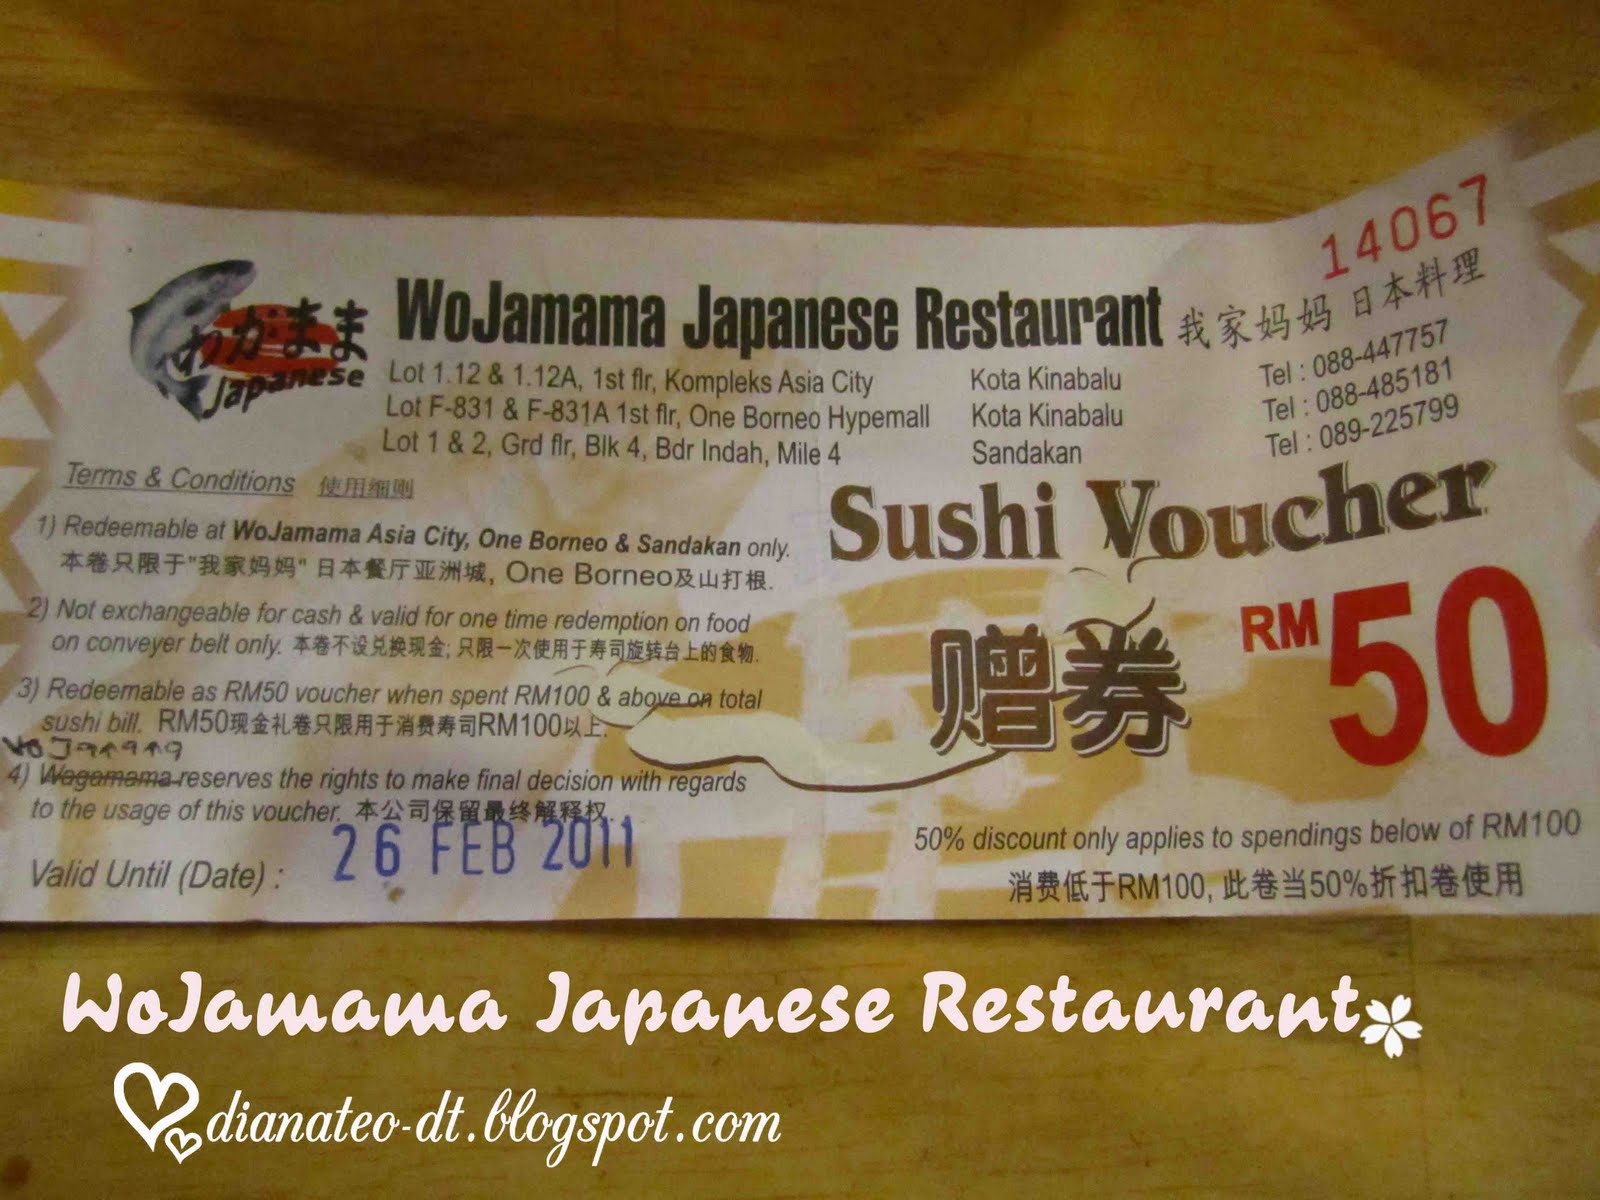 14067
わがまま
Japanese
WoJamama Japanese Restaurant 我家妈妈 日本料理
Lot 1.12 & 1.12A, 1st flr, Kompleks Asia City Kota Kinabalu Tel : 088-447757
Lot F-831 & F-831A 1st flr, One Borneo Hypemall Kota Kinabalu Tel : 088-485181
Lot 1 & 2, Grd flr, Blk 4, Bdr Indah, Mile 4 Sandakan Tel : 089-225799
Terms & Conditions 使用细则
1) Redeemable at WoJamama Asia City, One Borneo & Sandakan only.
本卷只限于"我家妈妈" 日本餐厅亚洲城, One Borneo及山打根.
2) Not exchangeable for cash & valid for one time redemption on food
on conveyer belt only. 本卷不设兑换现金; 只限一次使用于寿司旋转台上的食物.
3) Redeemable as RM50 voucher when spent RM100 & above on total
sushi bill. RM50现金礼卷只限用于消费寿司RM100以上.
WoJamama
4) Wagamama reserves the rights to make final decision with regards
to the usage of this voucher. 本公司保留最终解释权.
Valid Until (Date) : 26 FEB 2011
Sushi Voucher
赠券 RM50
50% discount only applies to spendings below of RM100
消费低于RM100, 此卷当50%折扣卷使用
WoJamama Japanese Restaurant
dianateo-dt.blogspot.com